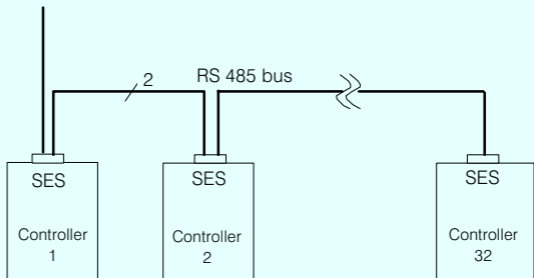 2 RS 485 bus
SES SES SES
Controller Controller Controller
1 2 32